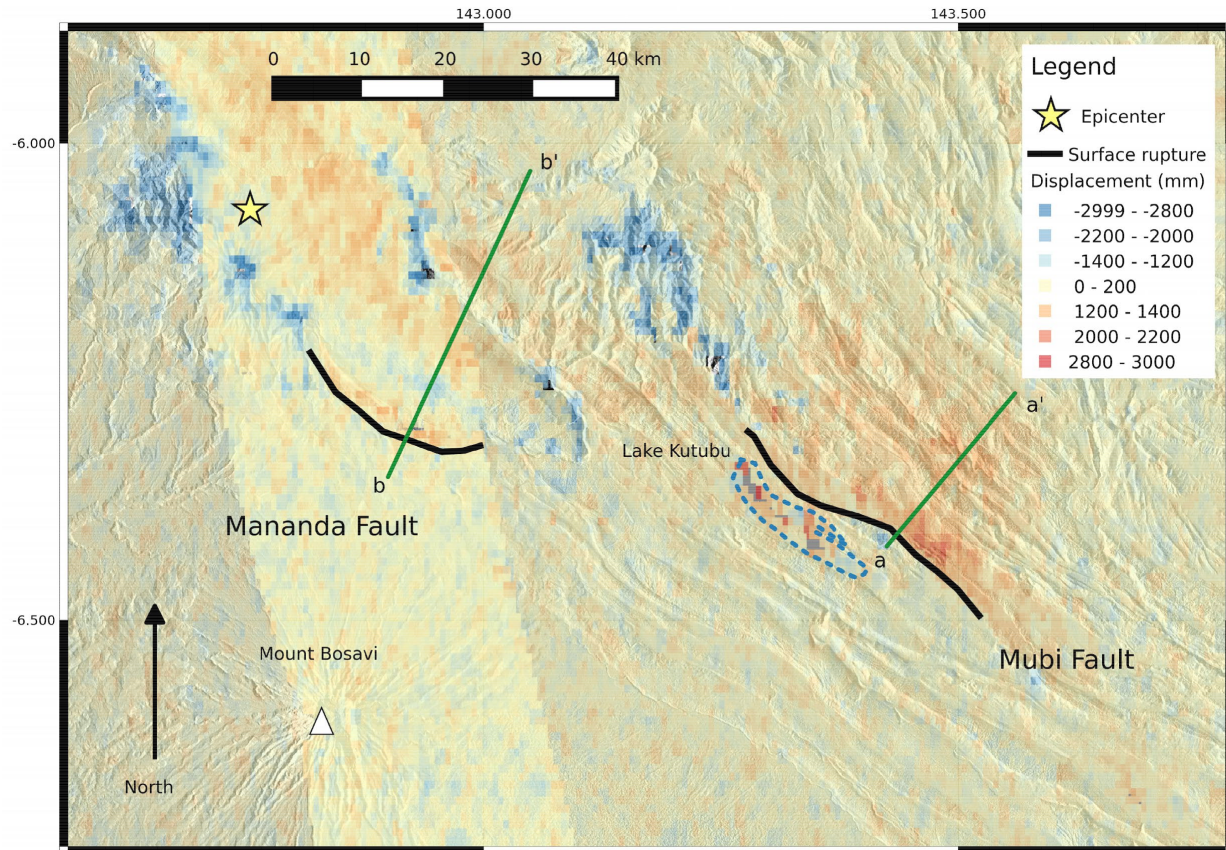 143.000
143.500
0 10 20 30 40 km
Legend
Epicenter
Surface rupture
Displacement (mm)
-2999 - -2800
-2200 - -2000
-1400 - -1200
0 - 200
1200 - 1400
2000 - 2200
2800 - 3000
-6.000
b'
a'
Lake Kutubu
b
Mananda Fault
a
-6.500
Mount Bosavi
Mubi Fault
North